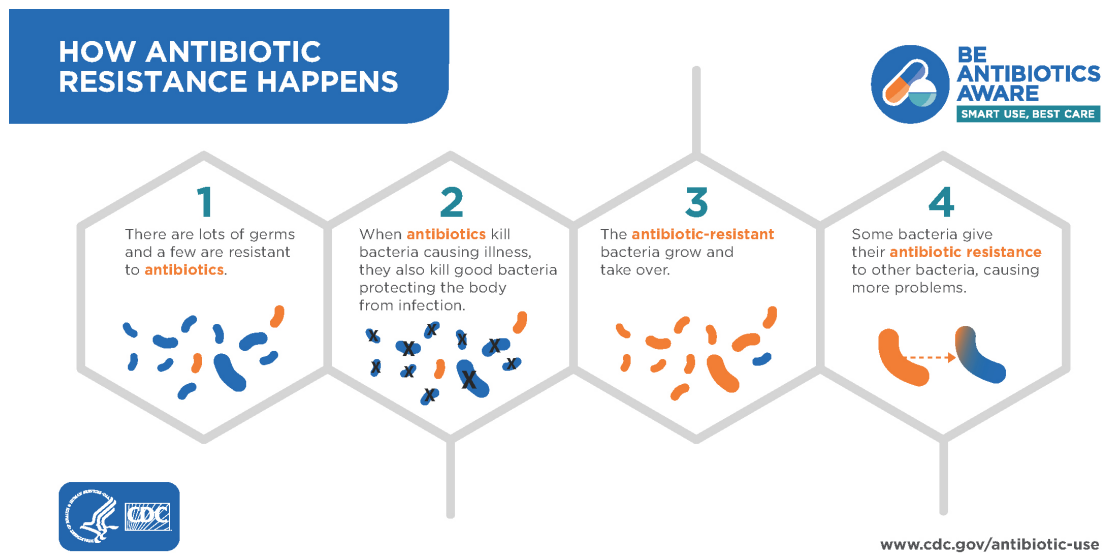 HOW ANTIBIOTIC
RESISTANCE HAPPENS
BE
ANTIBIOTICS
AWARE
SMART USE, BEST CARE
1
There are lots of germs
and a few are resistant
to antibiotics.
2
When antibiotics kill
bacteria causing illness,
they also kill good bacteria
protecting the body
from infection.
X X X X X X X X X X
3
The antibiotic-resistant
bacteria grow and
take over.
4
Some bacteria give
their antibiotic resistance
to other bacteria, causing
more problems.
CDC
www.cdc.gov/antibiotic-use